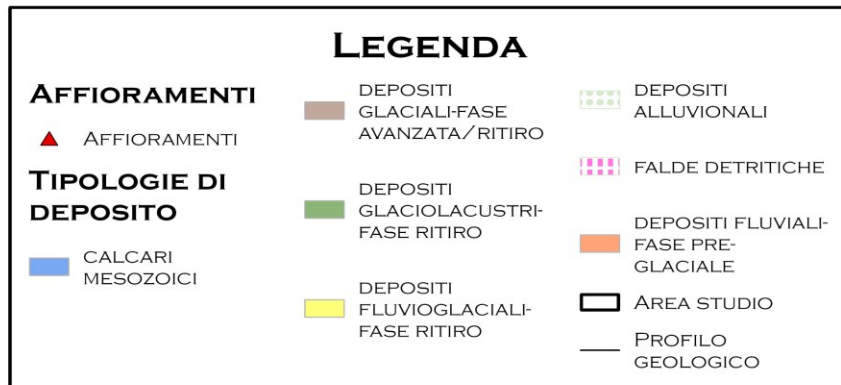 LEGENDA
AFFIORAMENTI
AFFIORAMENTI
TIPOLOGIE DI
DEPOSITO
CALCARI
MESOZOICI
DEPOSITI
GLACIALI-FASE
AVANZATA/RITIRO
DEPOSITI
GLACIOLACUSTRI-
FASE RITIRO
DEPOSITI
FLUVIOGLACIALI-
FASE RITIRO
DEPOSITI
ALLUVIONALI
FALDE DETRITICHE
DEPOSITI FLUVIALI-
FASE PRE-
GLACIALE
AREA STUDIO
PROFILO
GEOLOGICO